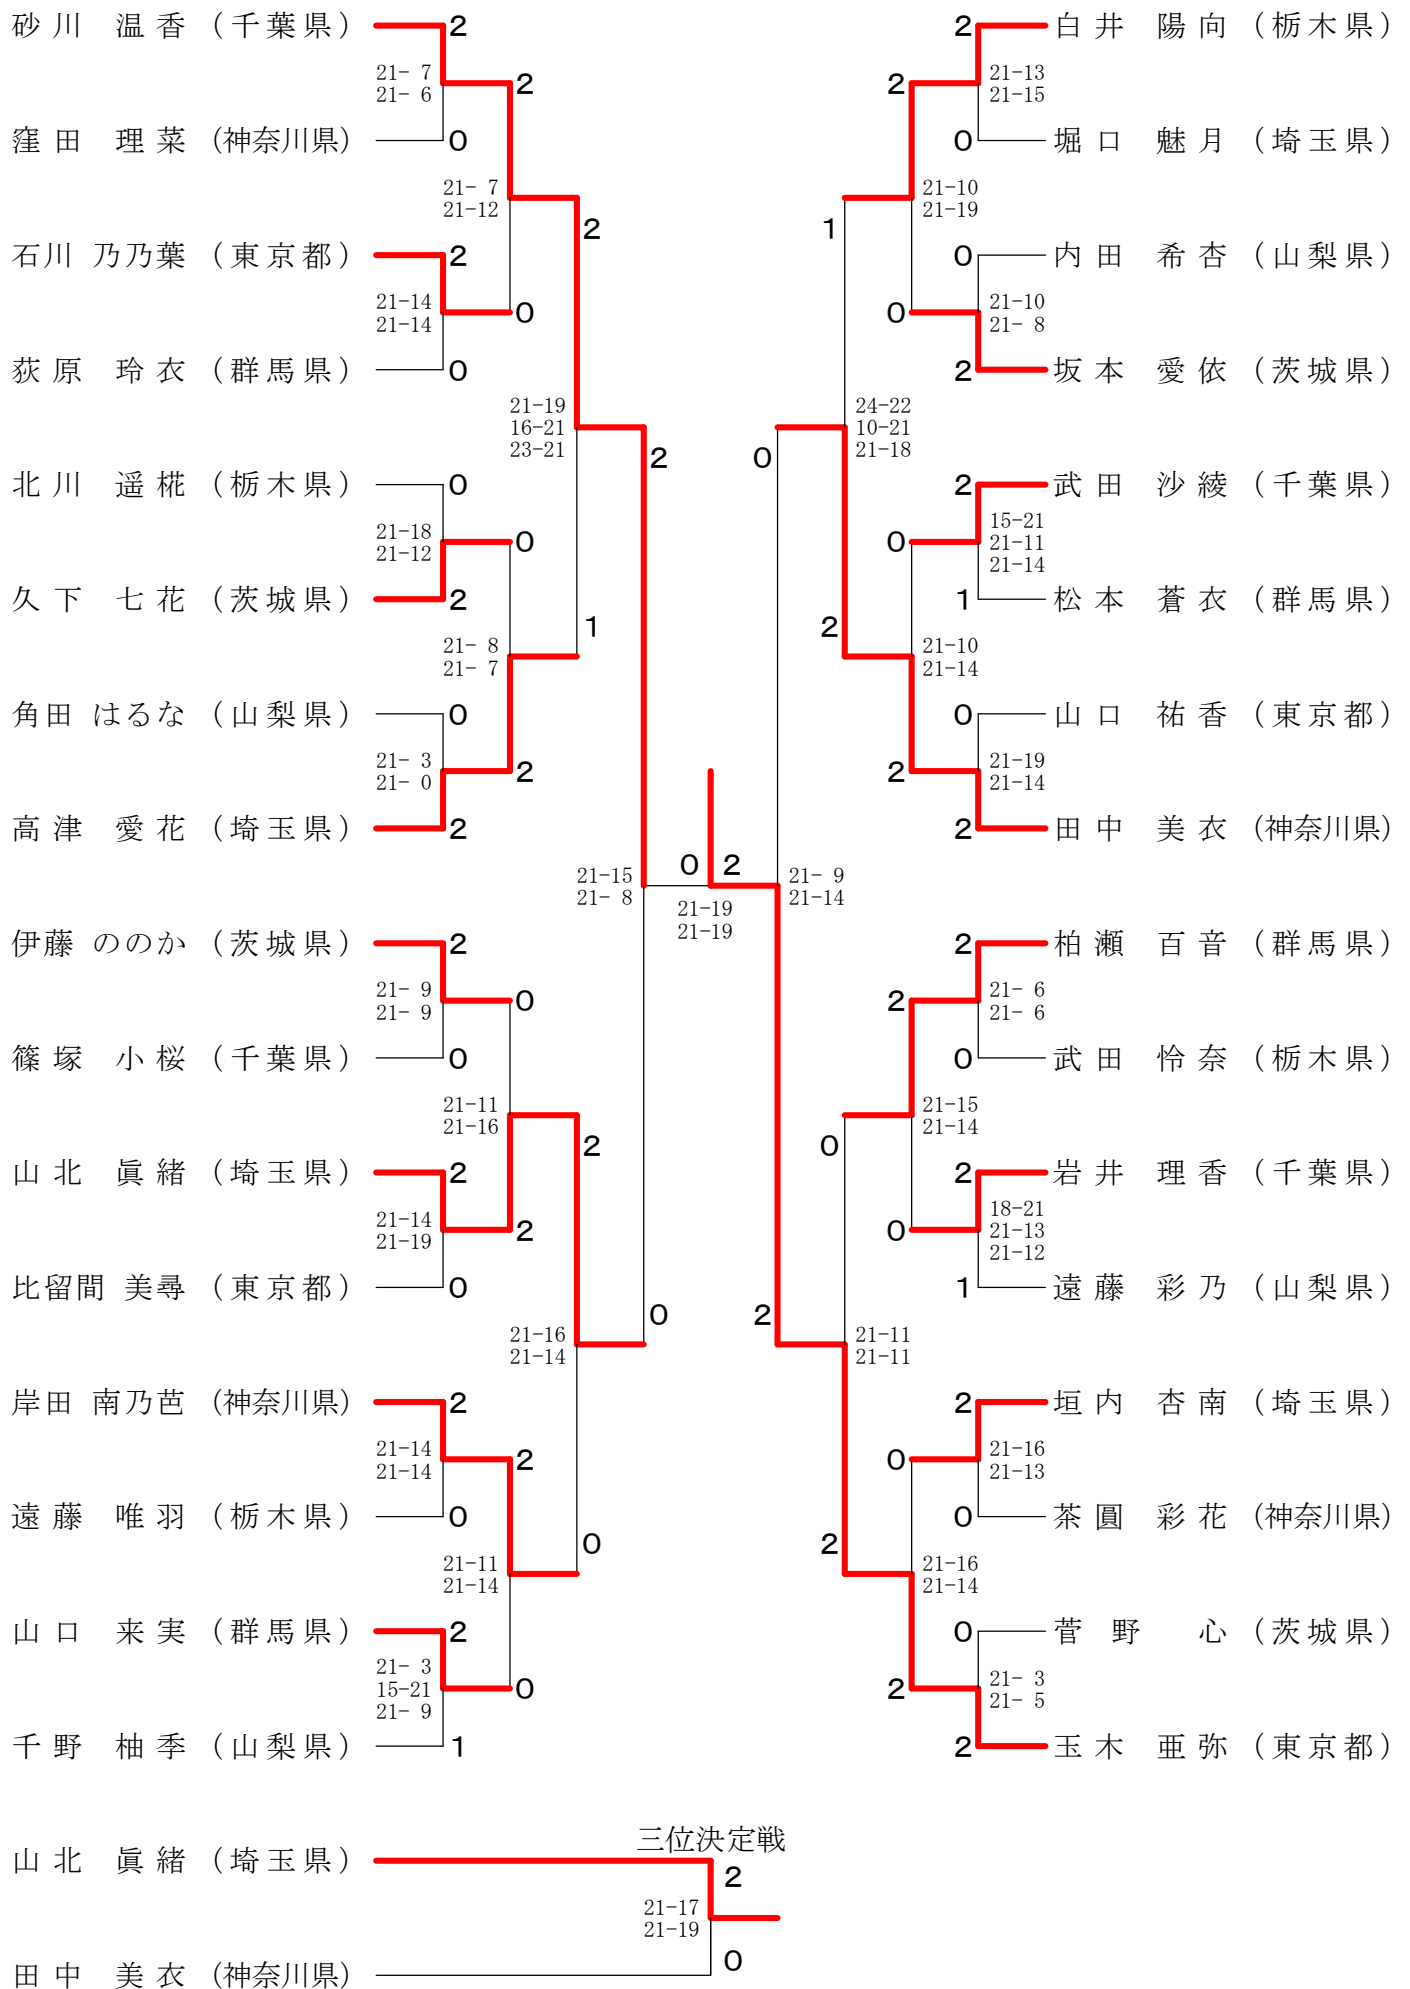 砂川 温香 (千葉県) 2
21- 7
21- 6
2
窪田 理菜 (神奈川県) 0
21- 7
21-12
2
石川 乃乃葉 (東京都) 2
21-14
21-14
0
荻原 玲衣 (群馬県) 0
21-19
16-21
23-21
2
北川 遥椛 (栃木県) 0
21-18
21-12
0
久下 七花 (茨城県) 2
21- 8
21- 7
1
角田 はるな (山梨県) 0
21- 3
21- 0
2
高津 愛花 (埼玉県) 2
21-15
21- 8
0 2
21-19
21-19
伊藤 ののか (茨城県) 2
21- 9
21- 9
0
篠塚 小桜 (千葉県) 0
21-11
21-16
2
山北 眞緒 (埼玉県) 2
21-14
21-19
2
比留間 美尋 (東京都) 0
21-16
21-14
0
岸田 南乃芭 (神奈川県) 2
21-14
21-14
2
遠藤 唯羽 (栃木県) 0
21-11
21-14
0
山口 来実 (群馬県) 2
21- 3
15-21
21- 9
0
千野 柚季 (山梨県) 1
2 白井 陽向 (栃木県)
2
21-13
21-15
0 堀口 魅月 (埼玉県)
1
21-10
21-19
0 内田 希杏 (山梨県)
0
21-10
21- 8
2 坂本 愛依 (茨城県)
0
24-22
10-21
21-18
2 武田 沙綾 (千葉県)
0
15-21
21-11
21-14
1 松本 蒼衣 (群馬県)
2
21-10
21-14
0 山口 祐香 (東京都)
2
21-19
21-14
2 田中 美衣 (神奈川県)
21- 9
21-14
2 柏瀬 百音 (群馬県)
2
21- 6
21- 6
0 武田 怜奈 (栃木県)
0
21-15
21-14
2 岩井 理香 (千葉県)
0
18-21
21-13
21-12
1 遠藤 彩乃 (山梨県)
2
21-11
21-11
2 垣内 杏南 (埼玉県)
0
21-16
21-13
0 茶圓 彩花 (神奈川県)
2
21-16
21-14
0 菅野 心 (茨城県)
2
21- 3
21- 5
2 玉木 亜弥 (東京都)
三位決定戦
山北 眞緒 (埼玉県) 2
21-17
21-19
田中 美衣 (神奈川県) 0